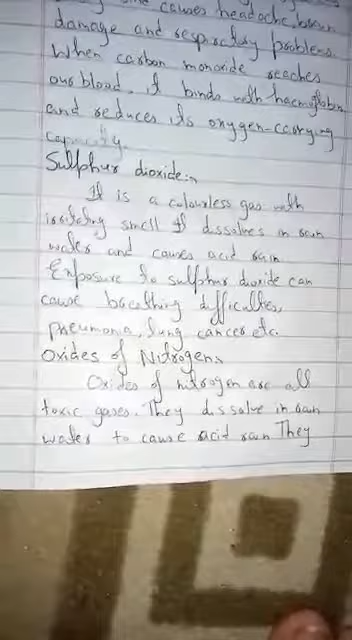 causes headache, brain
damage and respiratory problems.
When carbon monoxide reaches
our blood, it binds with haemoglobin
and reduces its oxygen-carrying
capacity.
Sulphur dioxide:-
It is a colourless gas with
irritating smell It dissolves in rain
water and causes acid rain
Exposure to sulphur dioxide can
cause breathing difficulties,
Pneumonia, lung cancer etc.
Oxides of Nitrogen:-
Oxides of nitrogen are all
toxic gases. They dissolve in rain
water to cause acid rain They